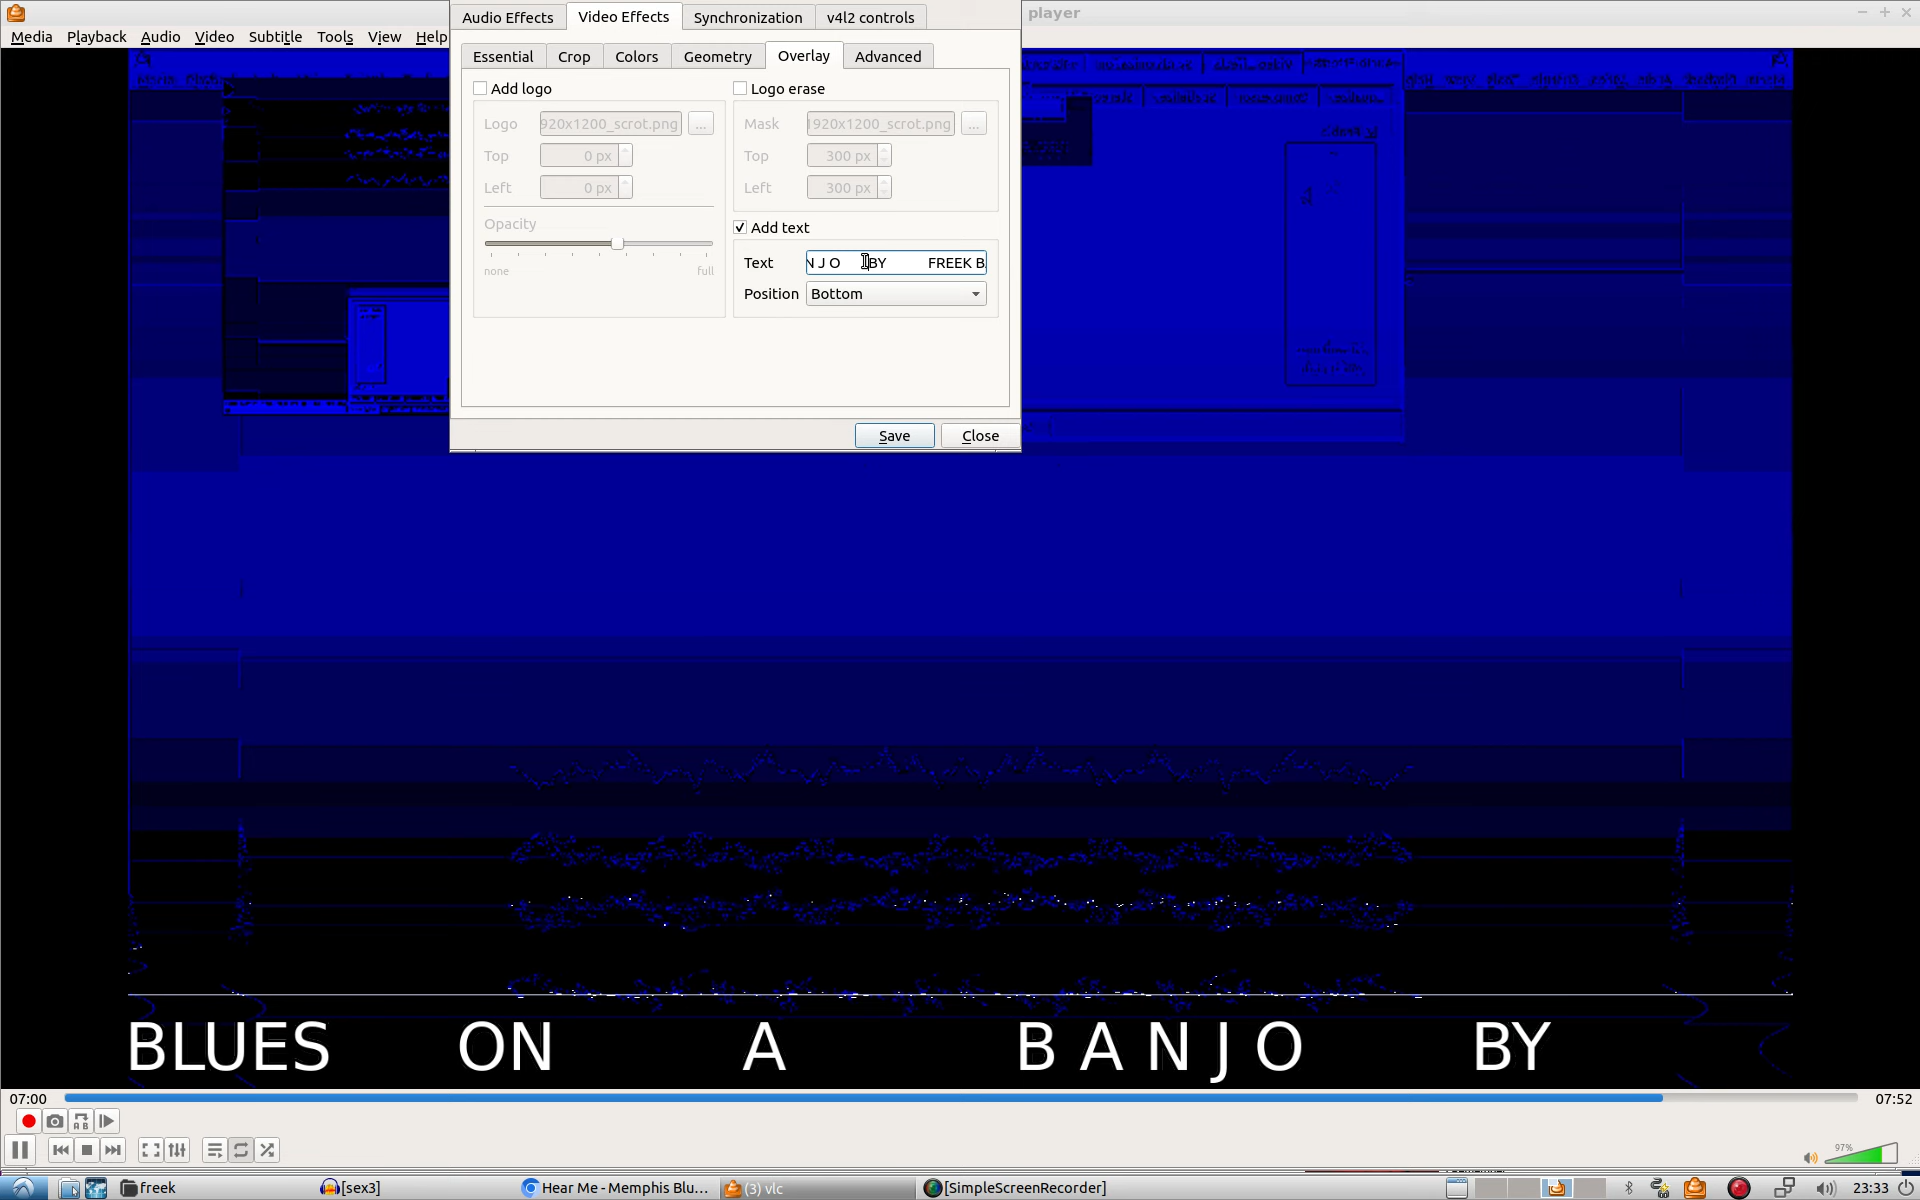 Audio Effects Video Effects Synchronization v4l2 controls
player
Media Playback Audio Video Subtitle Tools View Help
Essential Crop Colors Geometry Overlay Advanced
Add logo
Logo erase
Logo 920x1200_scrot.png ...
Mask 1920x1200_scrot.png ...
Top 0 px
Top 300 px
Left 0 px
Left 300 px
Opacity
none full
Add text
Text N J O BY FREEK B
Position Bottom
Save Close
BLUES ON A B A N J O BY
07:00 07:52
97%
freek [sex3] Hear Me - Memphis Blu... (3) vlc [SimpleScreenRecorder] 23:33